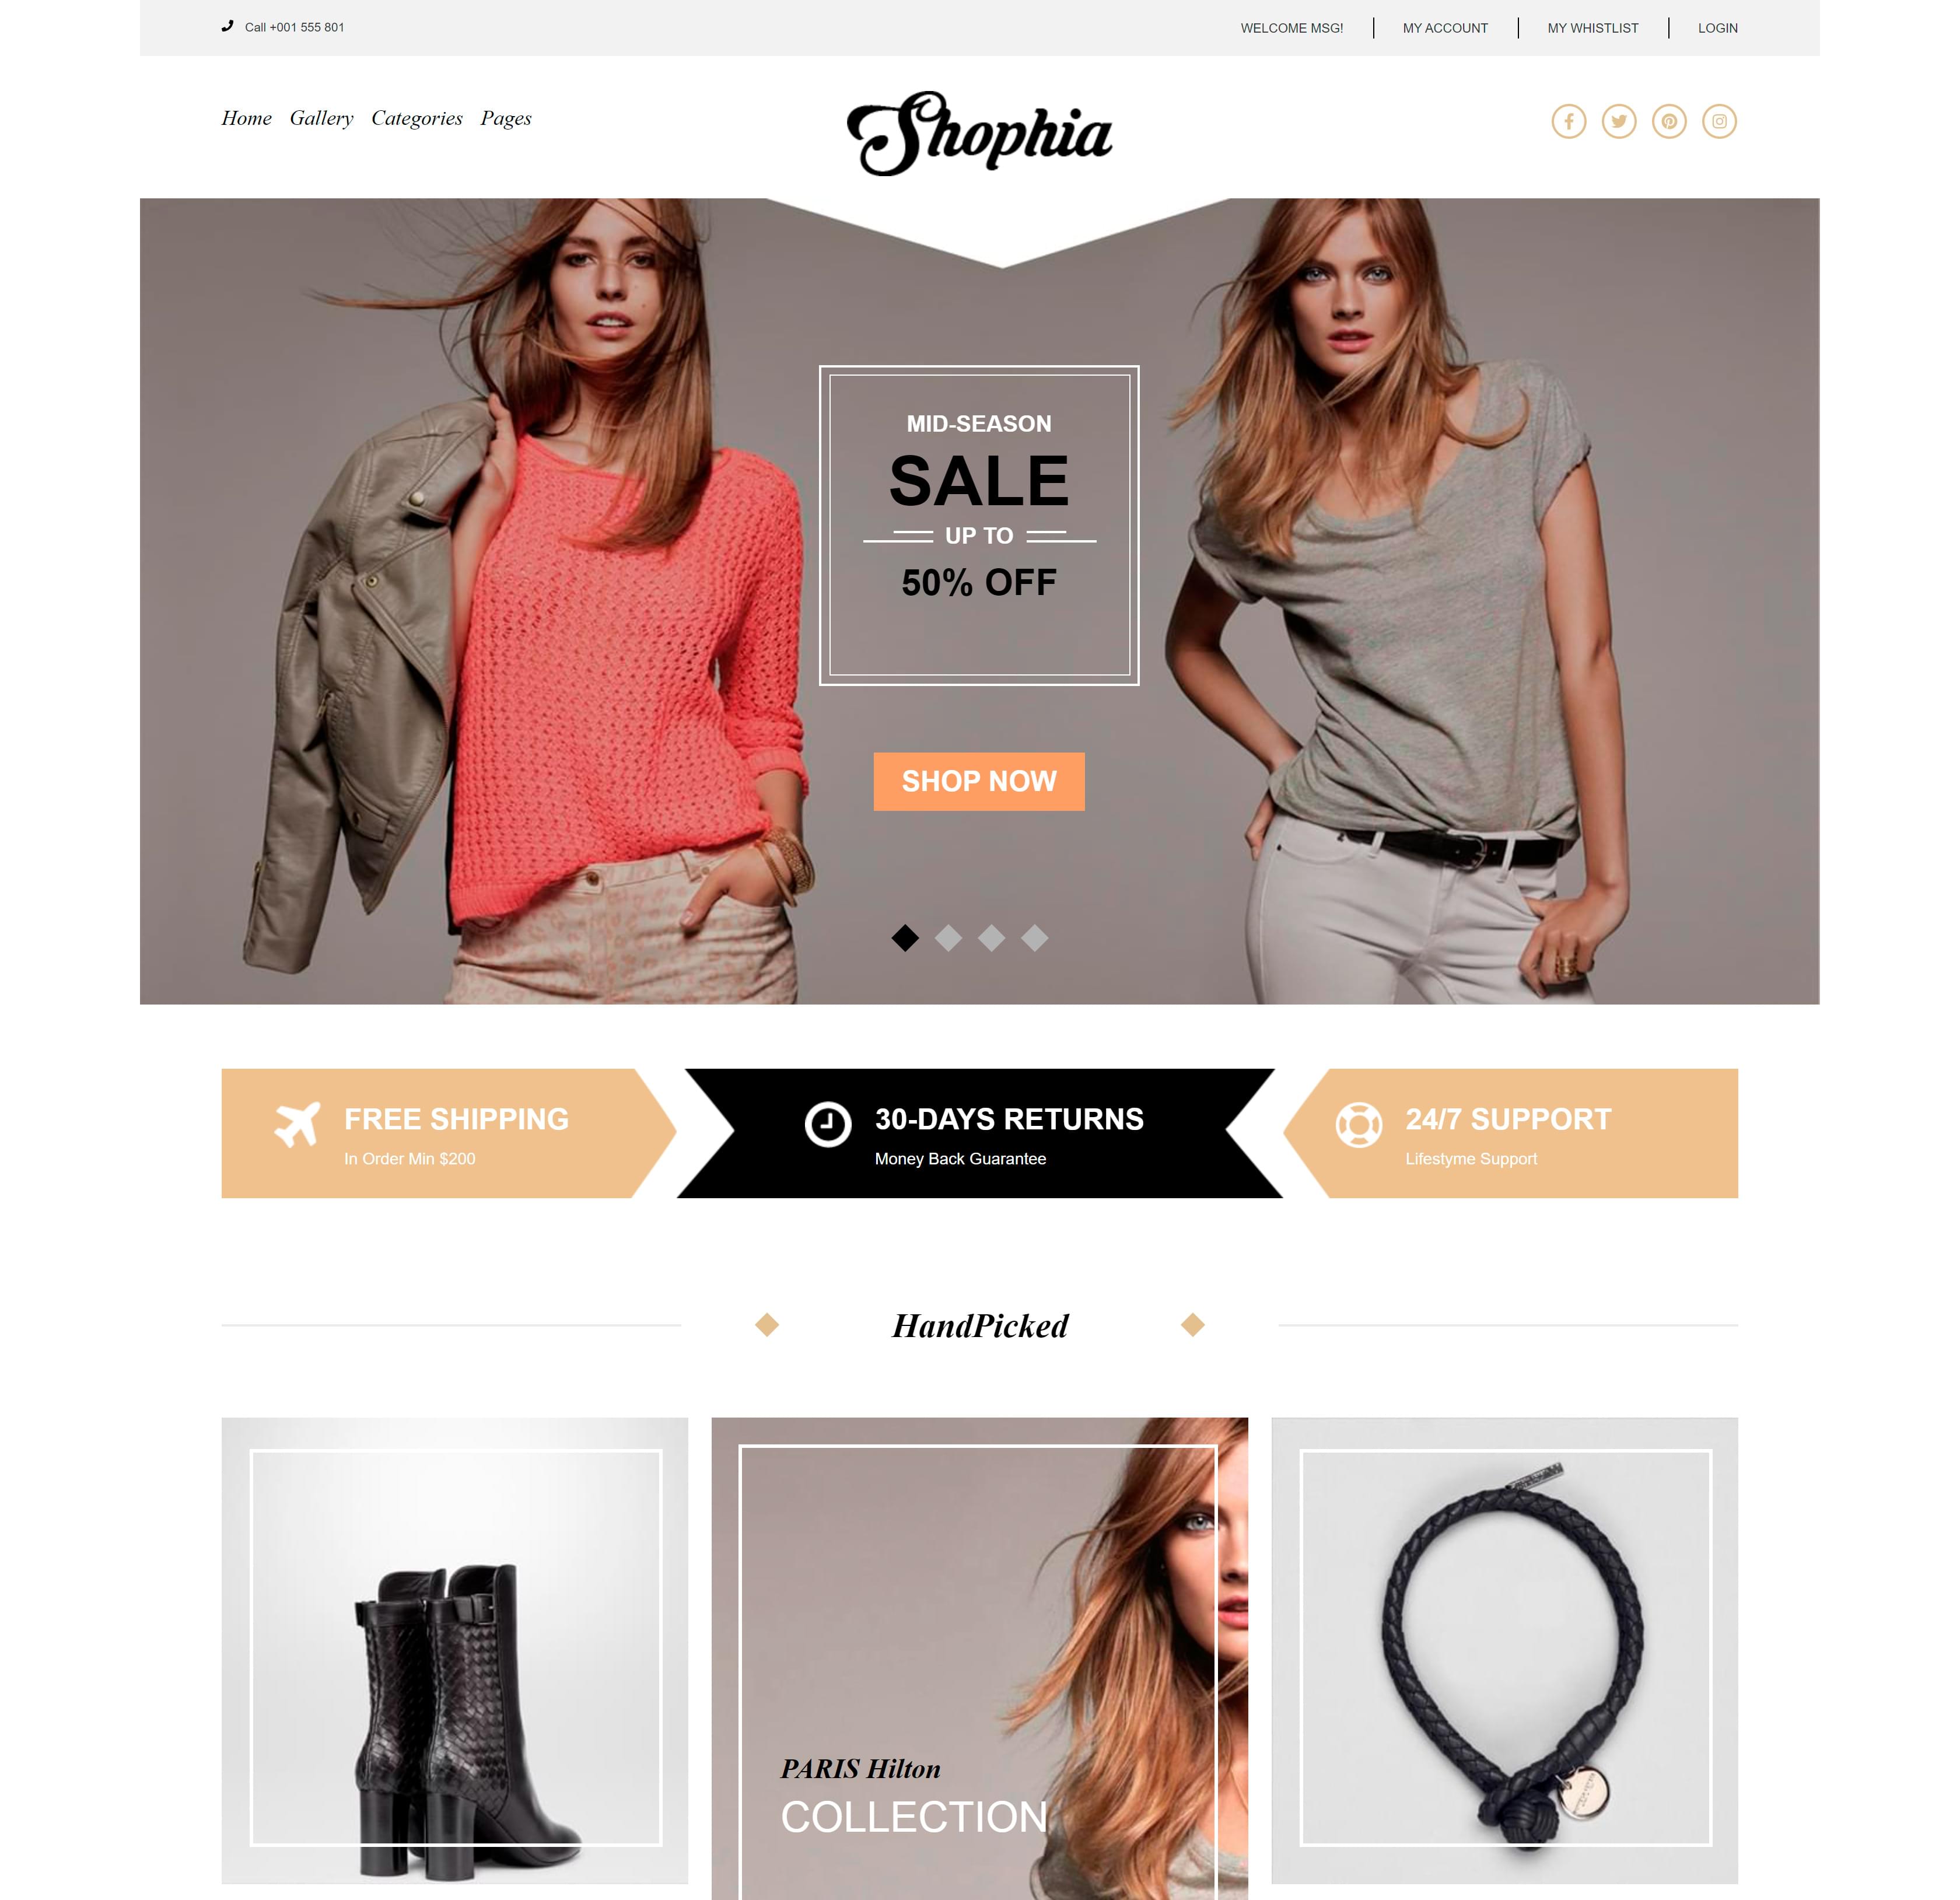 Call +001 555 801
WELCOME MSG!
MY ACCOUNT
MY WHISTLIST
LOGIN
Home Gallery Categories Pages
Shophia
MID-SEASON
SALE
UP TO
50% OFF
SHOP NOW
FREE SHIPPING
In Order Min $200
30-DAYS RETURNS
Money Back Guarantee
24/7 SUPPORT
Lifestyme Support
HandPicked
PARIS Hilton
COLLECTION